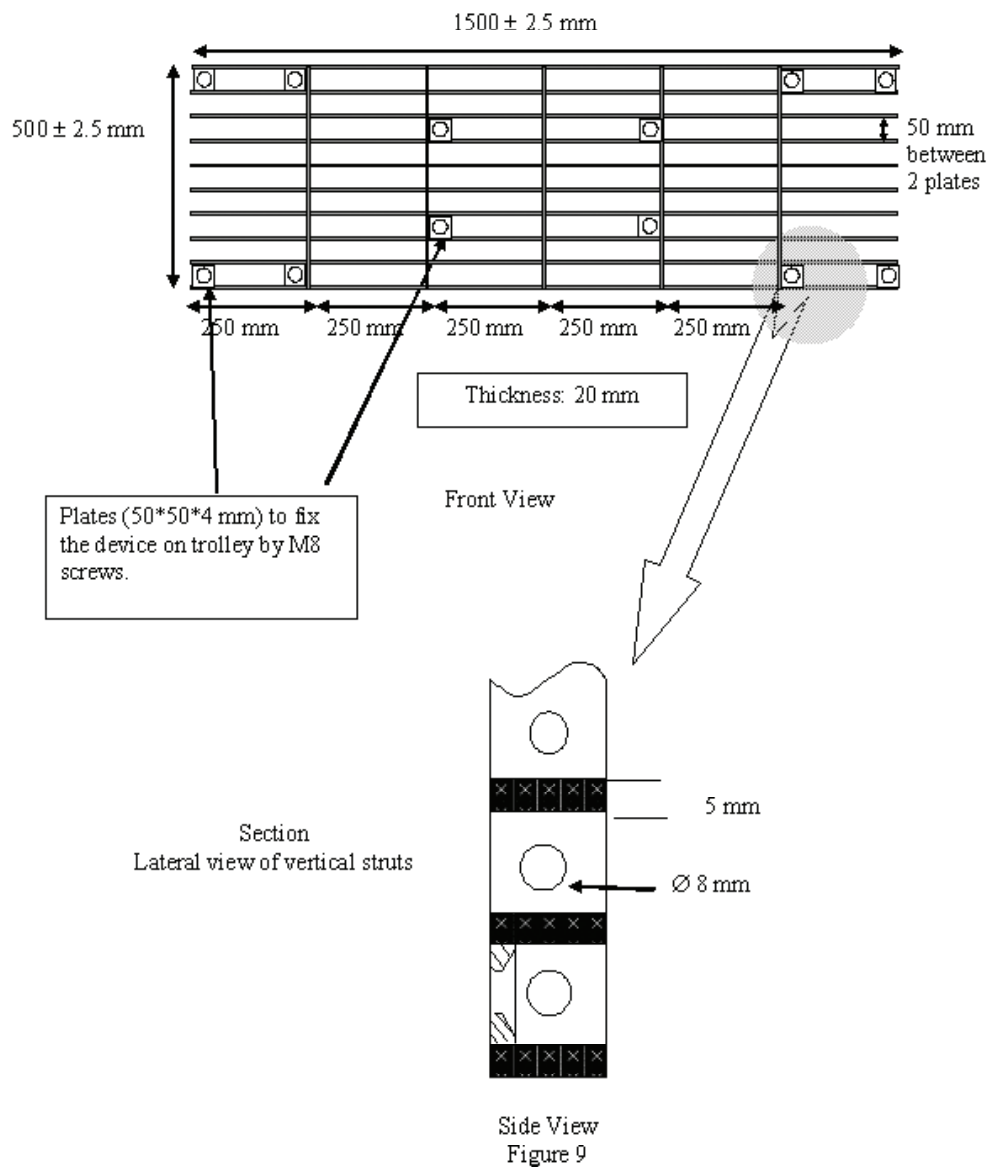 1500 ± 2.5 mm
500 ± 2.5 mm
50 mm
between
2 plates
250 mm
250 mm
250 mm
250 mm
250 mm
Thickness: 20 mm
Front View
Plates (50*50*4 mm) to fix
the device on trolley by M8
screws.
5 mm
Section
Lateral view of vertical struts
Ø 8 mm
Side View
Figure 9